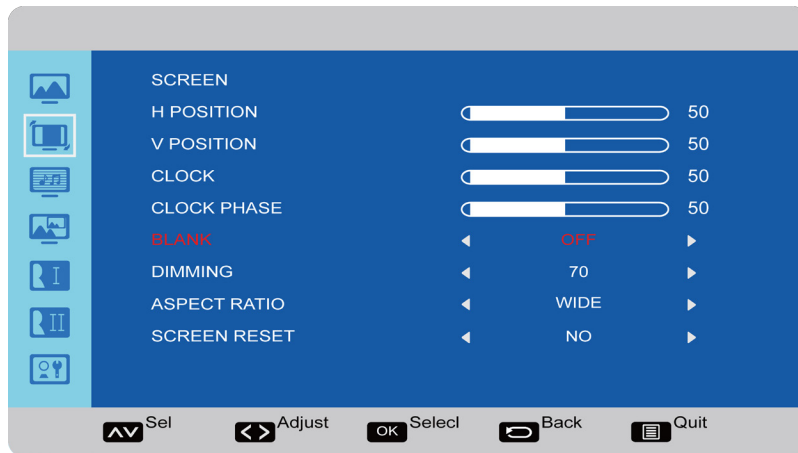 SCREEN
H POSITION 50
V POSITION 50
CLOCK 50
CLOCK PHASE 50
BLANK OFF
DIMMING 70
ASPECT RATIO WIDE
SCREEN RESET NO
I
II
Sel Adjust OK Selecl Back Quit